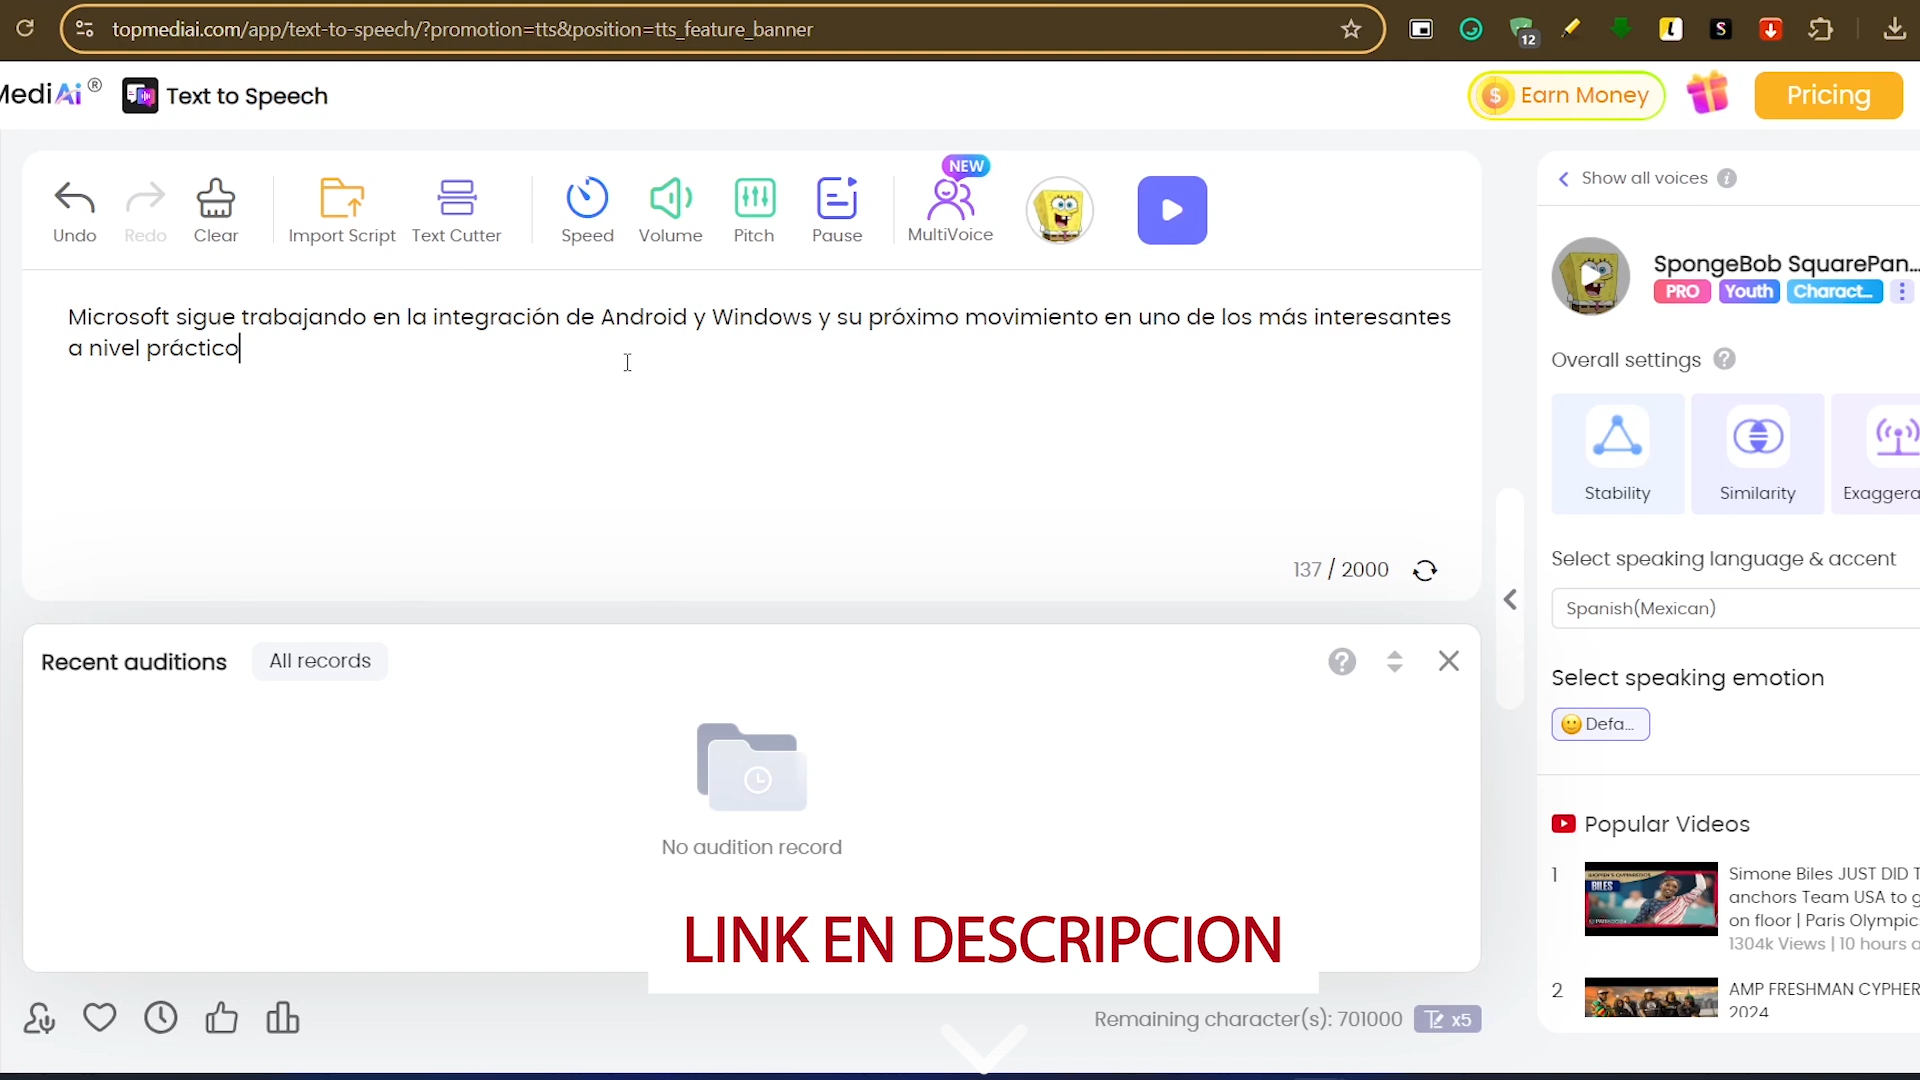 topmediai.com/app/text-to-speech/?promotion=tts&position=tts_feature_banner
12
MediAi®
Text to Speech
Earn Money
Pricing
NEW
Undo
Redo
Clear
Import Script
Text Cutter
Speed
Volume
Pitch
Pause
MultiVoice
Microsoft sigue trabajando en la integración de Android y Windows y su próximo movimiento en uno de los más interesantes
a nivel práctico
137 / 2000
Recent auditions
All records
No audition record
LINK EN DESCRIPCION
Remaining character(s): 701000
x5
Show all voices
SpongeBob SquarePan...
PRO
Youth
Charact...
Overall settings
Stability
Similarity
Exaggera
Select speaking language & accent
Spanish(Mexican)
Select speaking emotion
Defa...
Popular Videos
1
BILES
Simone Biles JUST DID T
anchors Team USA to g
on floor | Paris Olympic
1304k Views | 10 hours a
2
AMP FRESHMAN CYPHER
2024